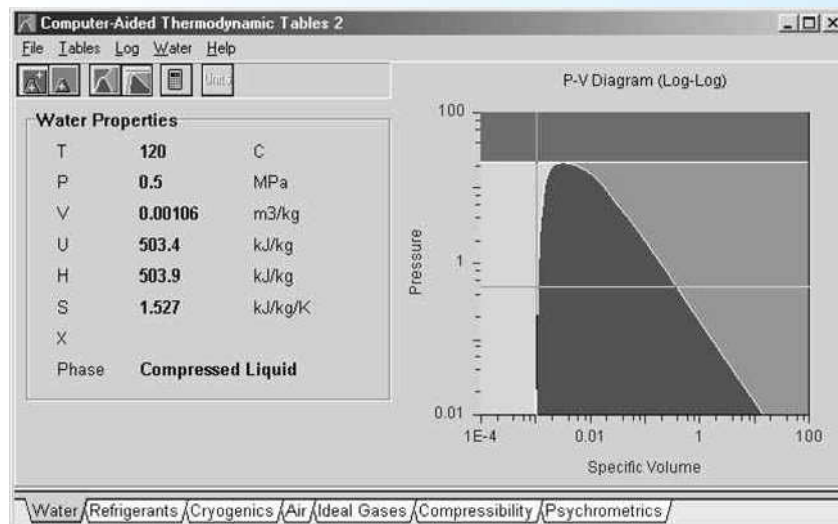 Computer-Aided Thermodynamic Tables 2
File Tables Log Water Help
Units
Water Properties
T 120 C
P 0.5 MPa
V 0.00106 m3/kg
U 503.4 kJ/kg
H 503.9 kJ/kg
S 1.527 kJ/kg/K
X
Phase Compressed Liquid
P-V Diagram (Log-Log)
100
1
0.01
Pressure
1E-4 0.01 1 100
Specific Volume
Water Refrigerants Cryogenics Air Ideal Gases Compressibility Psychrometrics